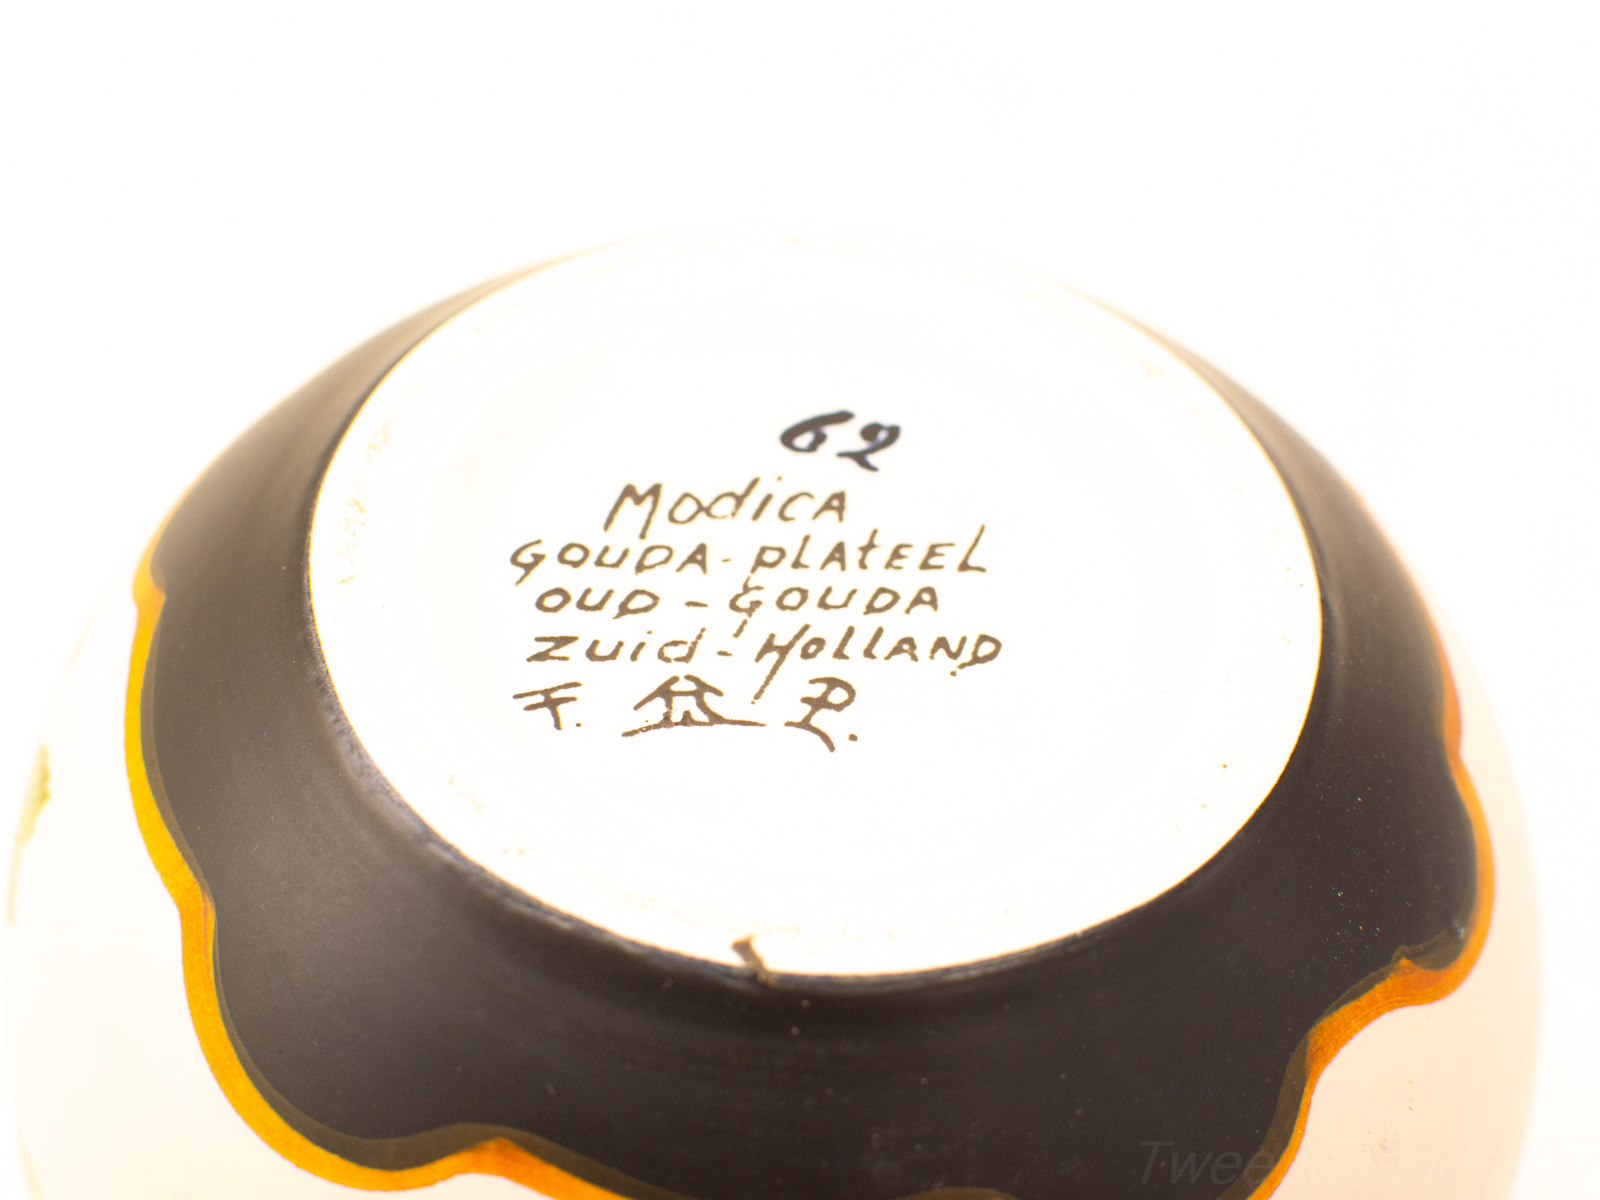 62
Modica
GOUDA-PLATEEL
OUD-GOUDA
Zuid-Holland
F. P.